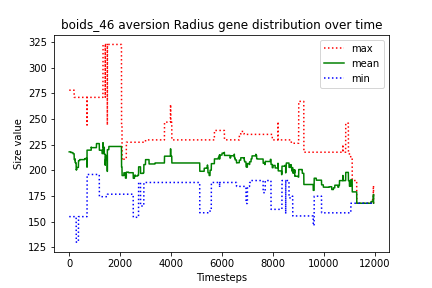 boids_46 aversion Radius gene distribution over time
max
mean
min
Size value
325
300
275
250
225
200
175
150
125
0
2000
4000
6000
8000
10000
12000
Timesteps